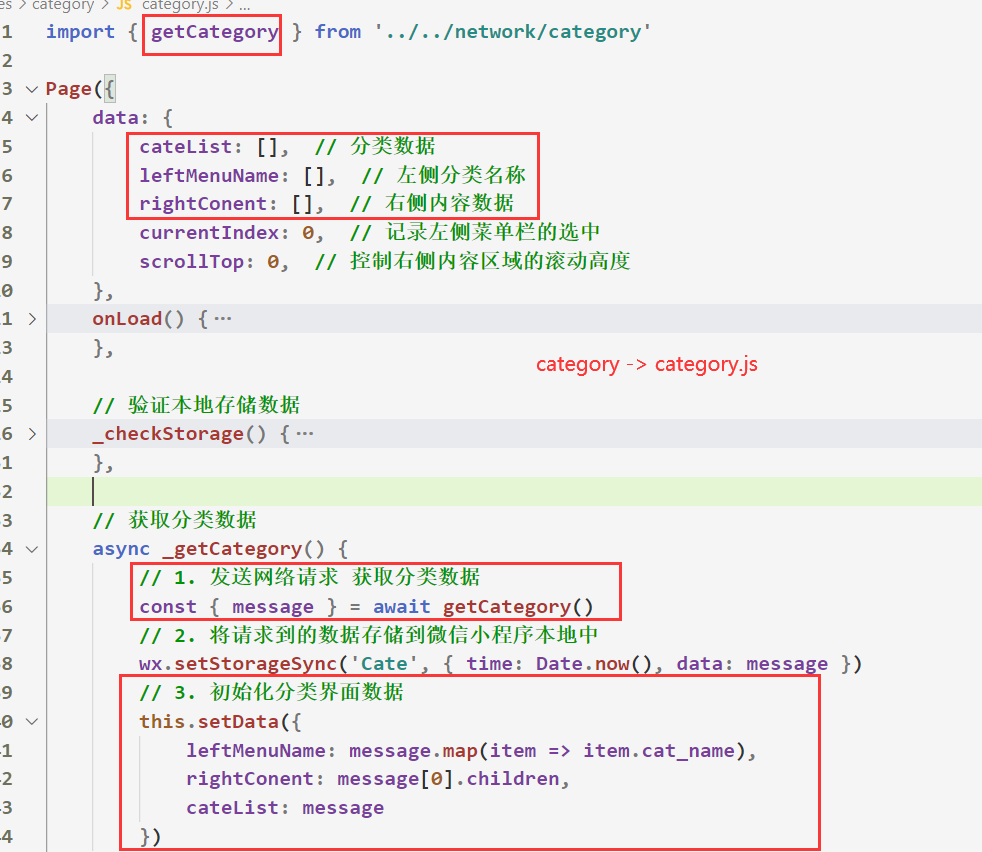 es > category > JS category.js > ...
1 import { getCategory } from '../../network/category'
2
3 Page({
4 data: {
5 cateList: [], // 分类数据
6 leftMenuName: [], // 左侧分类名称
7 rightConent: [], // 右侧内容数据
8 currentIndex: 0, // 记录左侧菜单栏的选中
9 scrollTop: 0, // 控制右侧内容区域的滚动高度
0 },
1 onLoad() { ···
3 },
category -> category.js
4
5 // 验证本地存储数据
6 _checkStorage() { ···
1 },
2
3 // 获取分类数据
4 async _getCategory() {
5 // 1. 发送网络请求 获取分类数据
6 const { message } = await getCategory()
7 // 2. 将请求到的数据存储到微信小程序本地中
8 wx.setStorageSync('Cate', { time: Date.now(), data: message })
9 // 3. 初始化分类界面数据
0 this.setData({
1 leftMenuName: message.map(item => item.cat_name),
2 rightConent: message[0].children,
3 cateList: message
4 })